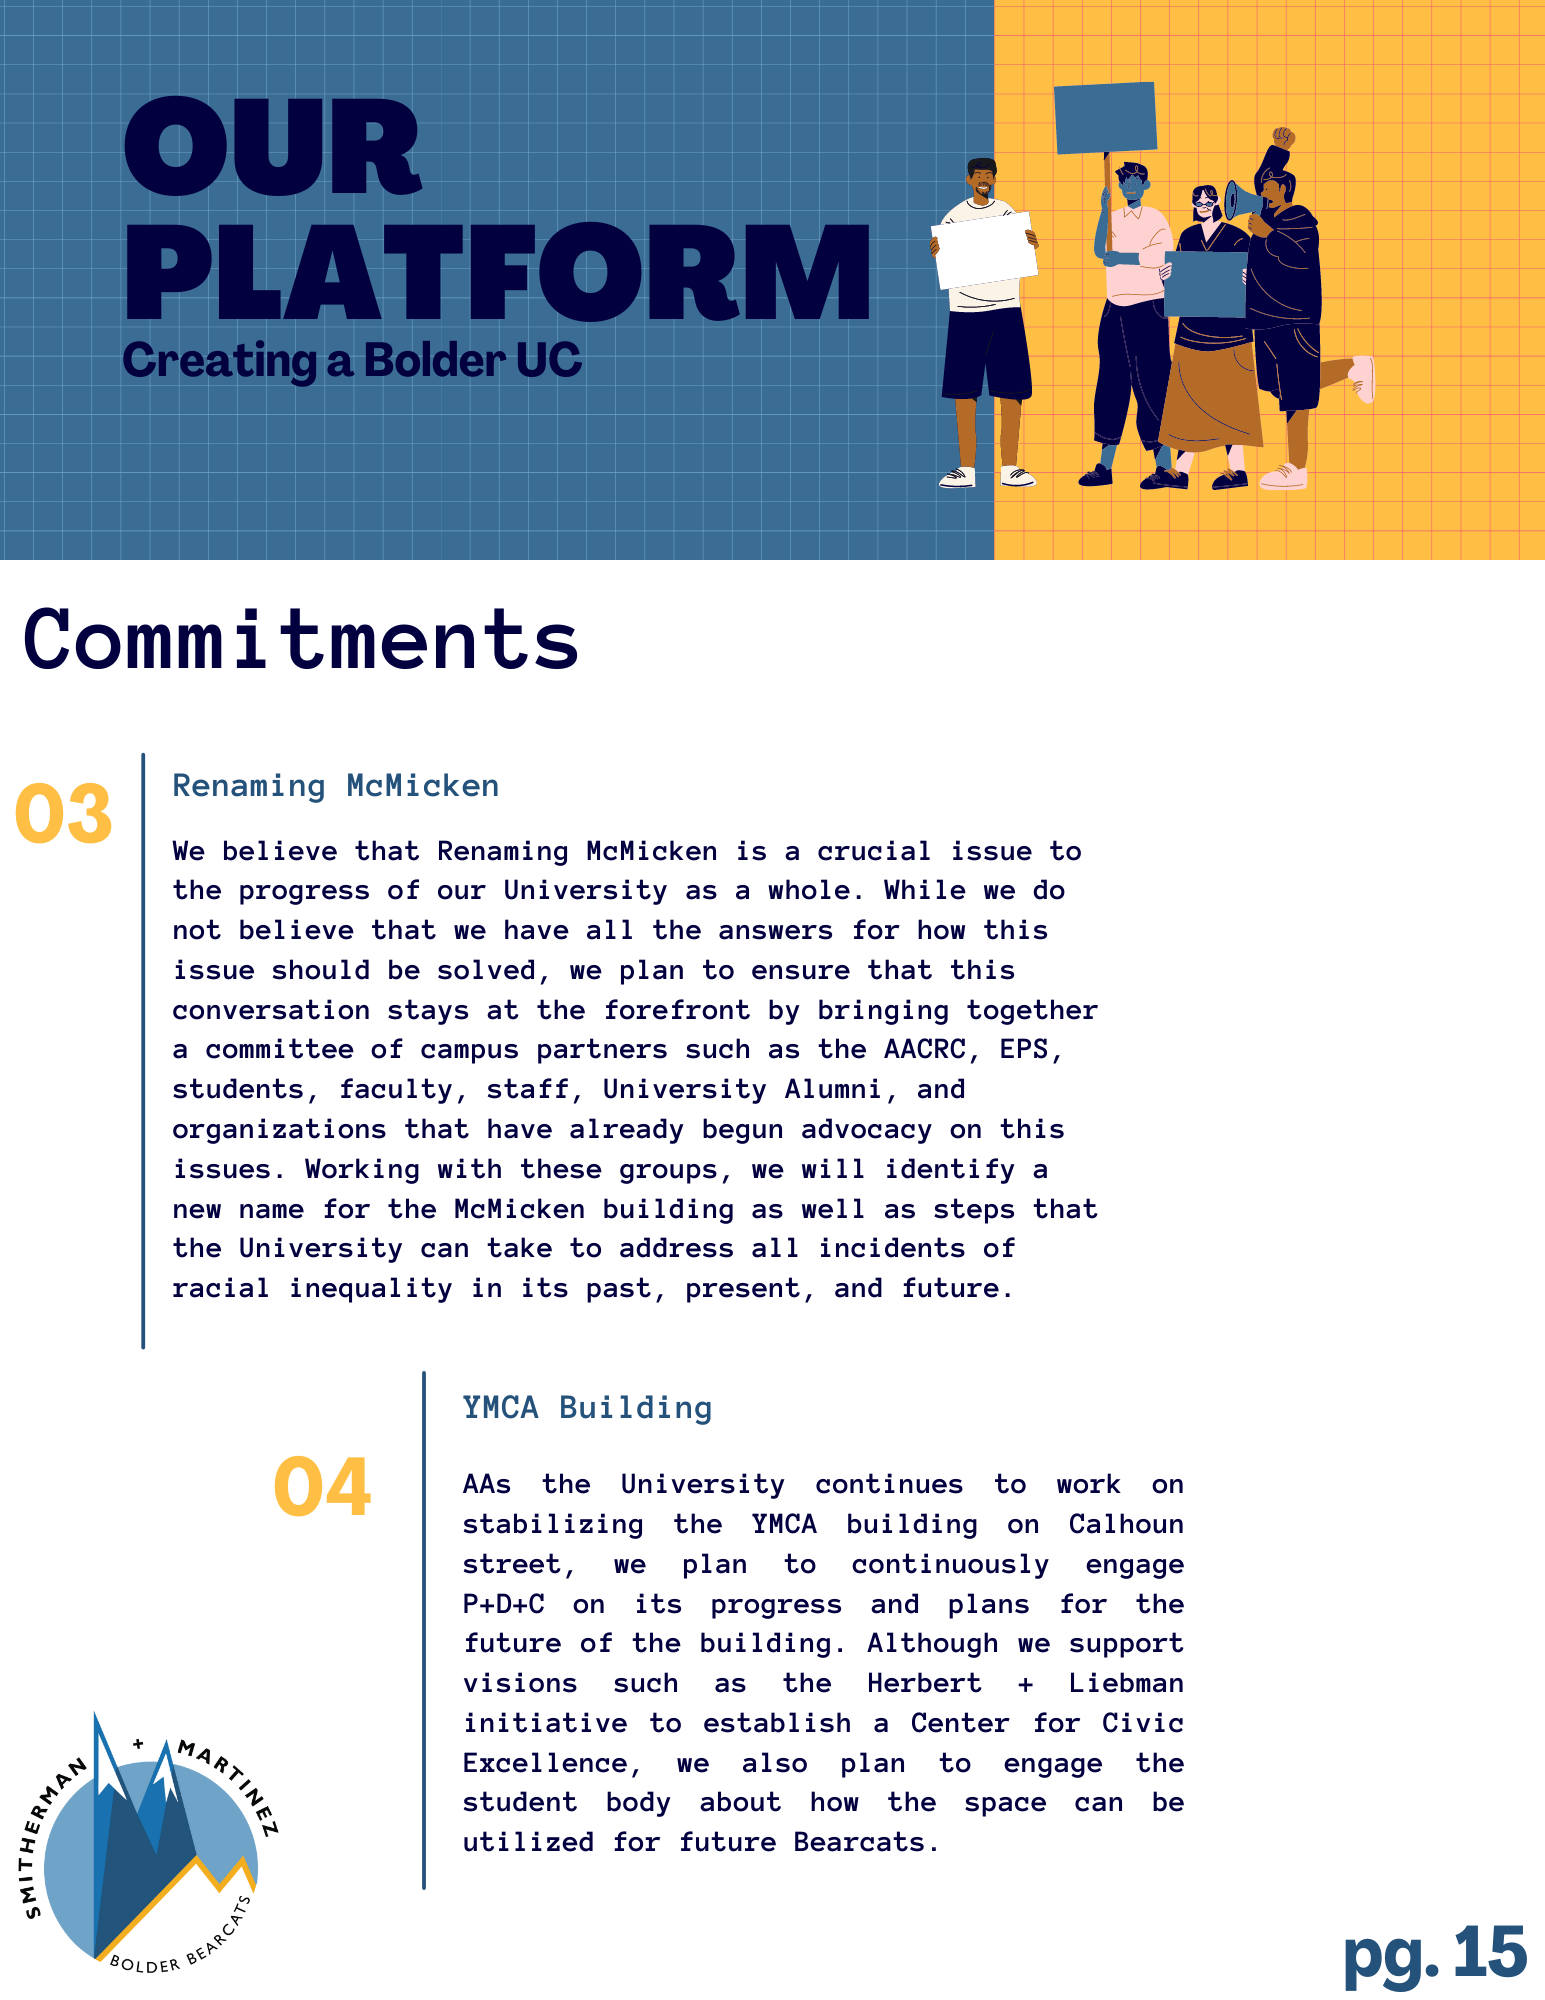 OUR
PLATFORM
Creating a Bolder UC
Commitments
03
Renaming McMicken
We believe that Renaming McMicken is a crucial issue to
the progress of our University as a whole. While we do
not believe that we have all the answers for how this
issue should be solved, we plan to ensure that this
conversation stays at the forefront by bringing together
a committee of campus partners such as the AACRC, EPS,
students, faculty, staff, University Alumni, and
organizations that have already begun advocacy on this
issues. Working with these groups, we will identify a
new name for the McMicken building as well as steps that
the University can take to address all incidents of
racial inequality in its past, present, and future.
04
YMCA Building
AAs the University continues to work on
stabilizing the YMCA building on Calhoun
street, we plan to continuously engage
P+D+C on its progress and plans for the
future of the building. Although we support
visions such as the Herbert + Liebman
initiative to establish a Center for Civic
Excellence, we also plan to engage the
student body about how the space can be
utilized for future Bearcats.
SMITHERMAN + MARTINEZ
BOLDER BEARCATS
pg. 15